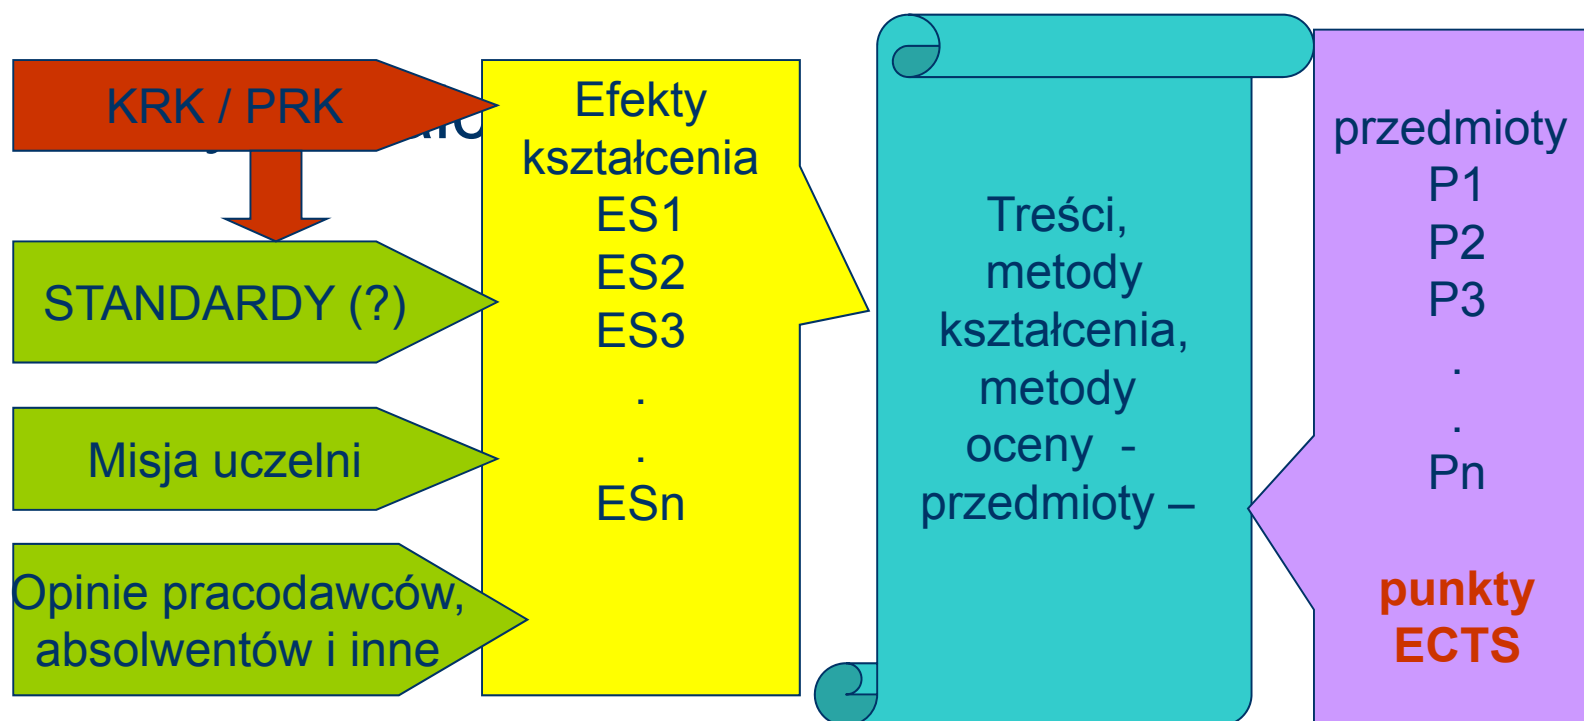 KRK / PRK
STANDARDY (?)
Misja uczelni
Opinie pracodawców,
absolwentów i inne
Efekty
kształcenia
ES1
ES2
ES3
.
.
ESn
Treści,
metody
kształcenia,
metody
oceny -
przedmioty –
przedmioty
P1
P2
P3
.
.
Pn
punkty
ECTS